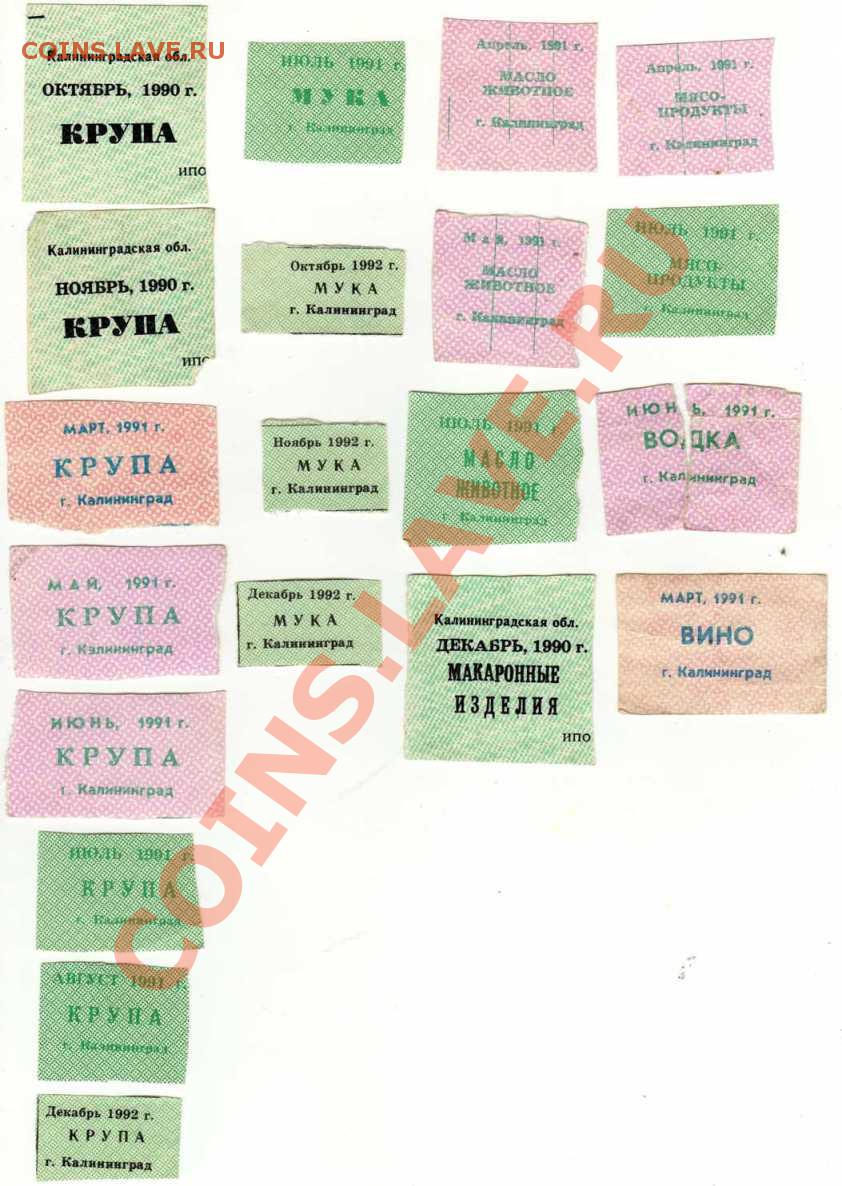 COINS.LAVE.RU
Калининградская обл.
ОКТЯБРЬ, 1990 г.
КРУПА
ИПО
Калининградская обл.
НОЯБРЬ, 1990 г.
КРУПА
ИПО
МАРТ, 1991 г.
КРУПА
г. Калининград
МАЙ, 1991 г.
КРУПА
г. Калининград
ИЮНЬ, 1991 г.
КРУПА
г. Калининград
ИЮЛЬ 1991 г.
КРУПА
г. Калининград
АВГУСТ 1991 г.
КРУПА
г. Калининград
Декабрь 1992 г.
КРУПА
г. Калининград
ИЮЛЬ 1991 г.
МУКА
г. Калининград
Октябрь 1992 г.
МУКА
г. Калининград
Ноябрь 1992 г.
МУКА
г. Калининград
Декабрь 1992 г.
МУКА
г. Калининград
Апрель, 1991 г.
МАСЛО
ЖИВОТНОЕ
г. Калининград
Май, 1991 г.
МАСЛО
ЖИВОТНОЕ
г. Калининград
ИЮЛЬ 1991 г.
МАСЛО
ЖИВОТНОЕ
г. Калининград
Калининградская обл.
ДЕКАБРЬ, 1990 г.
МАКАРОННЫЕ
ИЗДЕЛИЯ
ИПО
Апрель, 1991 г.
МЯСО-
ПРОДУКТЫ
г. Калининград
ИЮЛЬ 1991 г.
МЯСО-
ПРОДУКТЫ
Калининград
ИЮНЬ, 1991 г.
ВОДКА
г. Калининград
МАРТ, 1991 г.
ВИНО
г. Калининград
COINS.LAVE.RU